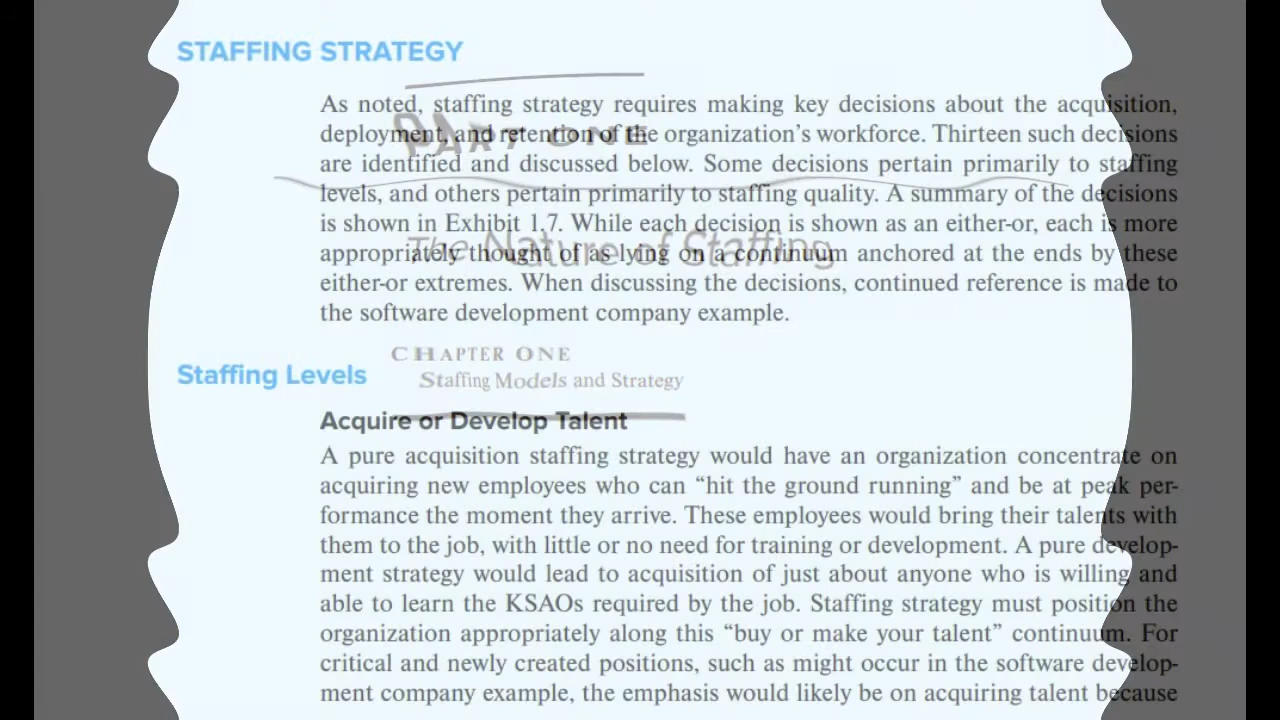 STAFFING STRATEGY
As noted, staffing strategy requires making key decisions about the acquisition,
deployment, and retention of the organization's workforce. Thirteen such decisions
are identified and discussed below. Some decisions pertain primarily to staffing
levels, and others pertain primarily to staffing quality. A summary of the decisions
is shown in Exhibit 1.7. While each decision is shown as an either-or, each is more
appropriately thought of as lying on a continuum anchored at the ends by these
either-or extremes. When discussing the decisions, continued reference is made to
the software development company example.
PART ONE
The Nature of Staffing
CHAPTER ONE
Staffing Models and Strategy
Staffing Levels
Acquire or Develop Talent
A pure acquisition staffing strategy would have an organization concentrate on
acquiring new employees who can “hit the ground running” and be at peak per-
formance the moment they arrive. These employees would bring their talents with
them to the job, with little or no need for training or development. A pure develop-
ment strategy would lead to acquisition of just about anyone who is willing and
able to learn the KSAOs required by the job. Staffing strategy must position the
organization appropriately along this “buy or make your talent” continuum. For
critical and newly created positions, such as might occur in the software develop-
ment company example, the emphasis would likely be on acquiring talent because